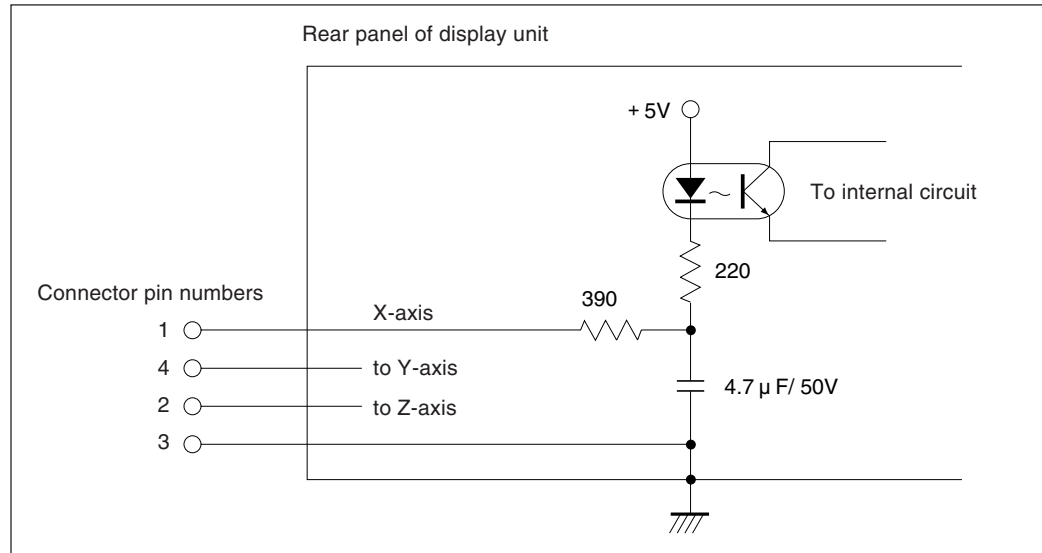 Rear panel of display unit
+ 5V
To internal circuit
220
Connector pin numbers
390
1
X-axis
4
to Y-axis
4.7 µ F/ 50V
2
to Z-axis
3